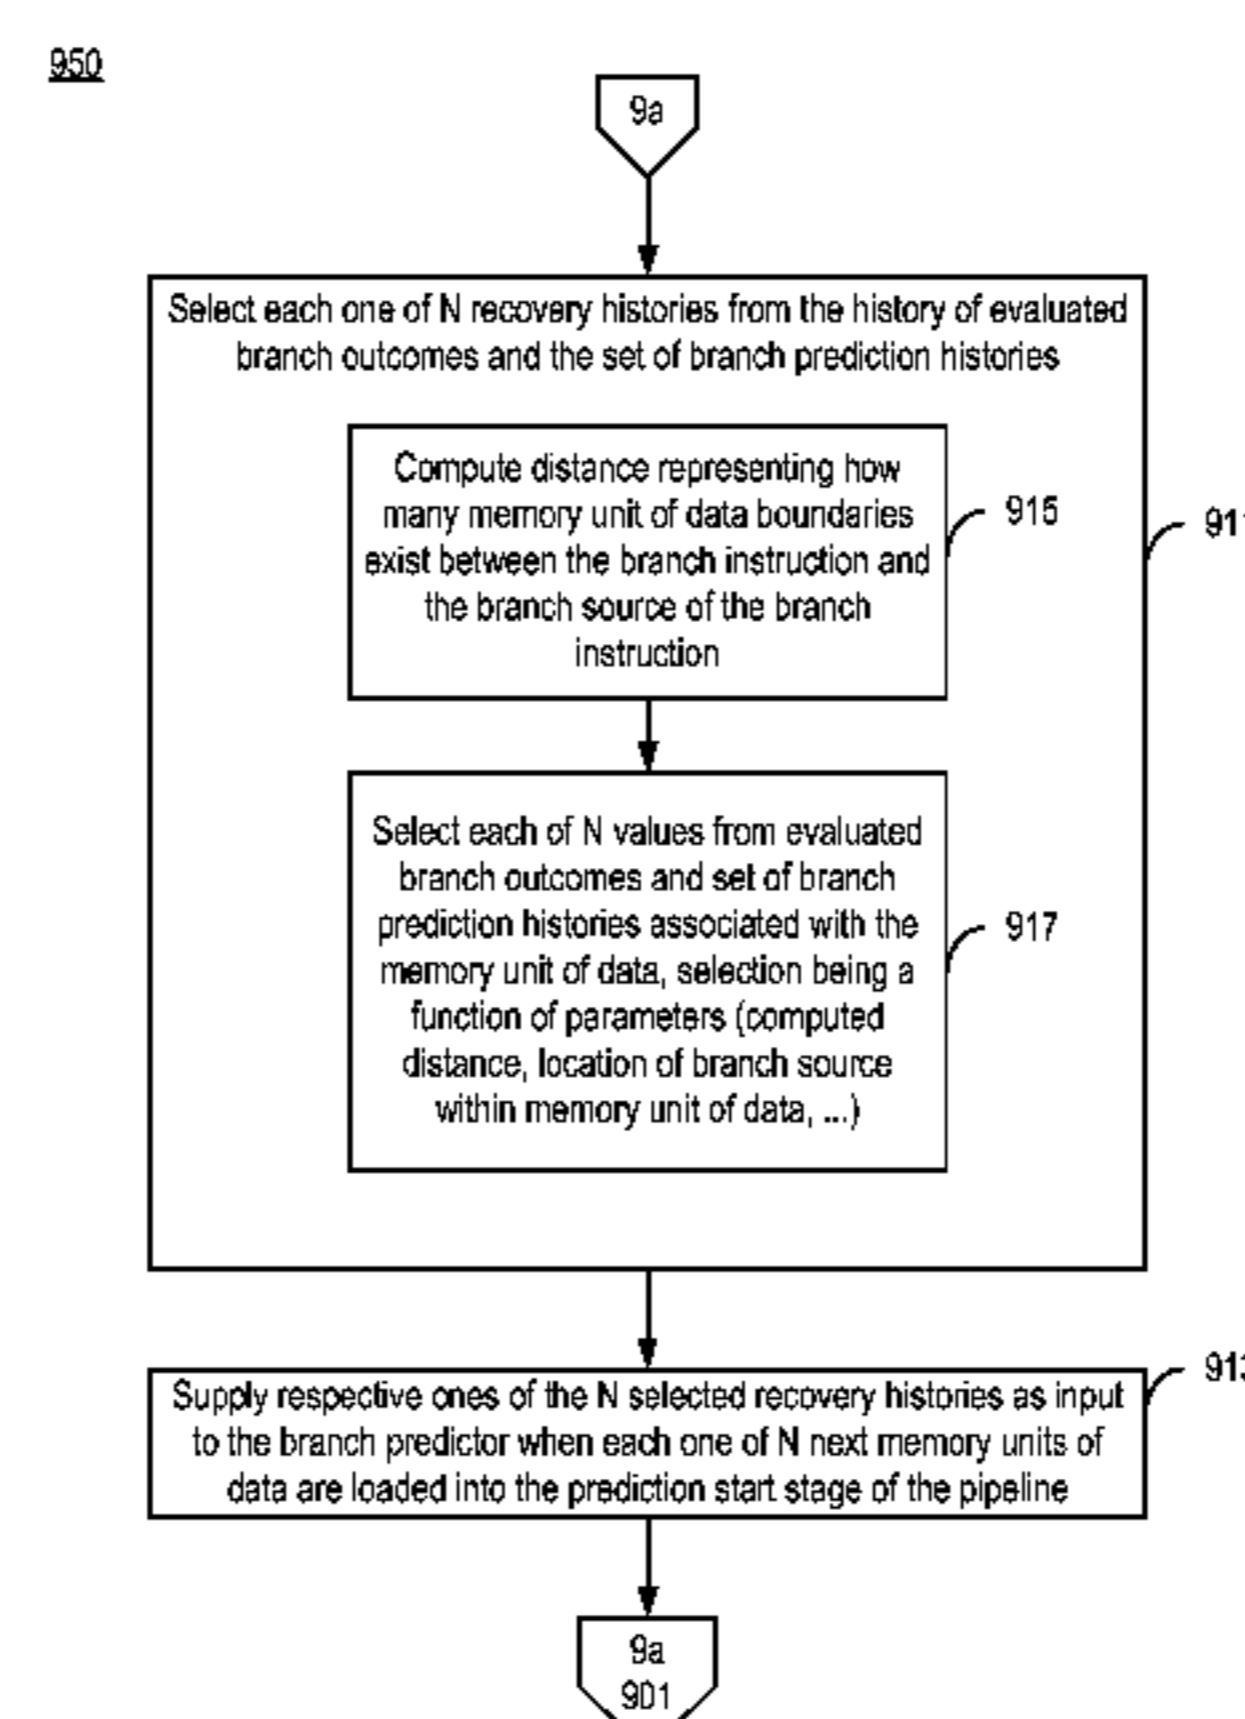 950
9a
Select each one of N recovery histories from the history of evaluated
branch outcomes and the set of branch prediction histories
Compute distance representing how
many memory unit of data boundaries
exist between the branch instruction and
the branch source of the branch
instruction
915
911
Select each of N values from evaluated
branch outcomes and set of branch
prediction histories associated with the
memory unit of data, selection being a
function of parameters (computed
distance, location of branch source
within memory unit of data, ...)
917
Supply respective ones of the N selected recovery histories as input
to the branch predictor when each one of N next memory units of
data are loaded into the prediction start stage of the pipeline
913
9a
901